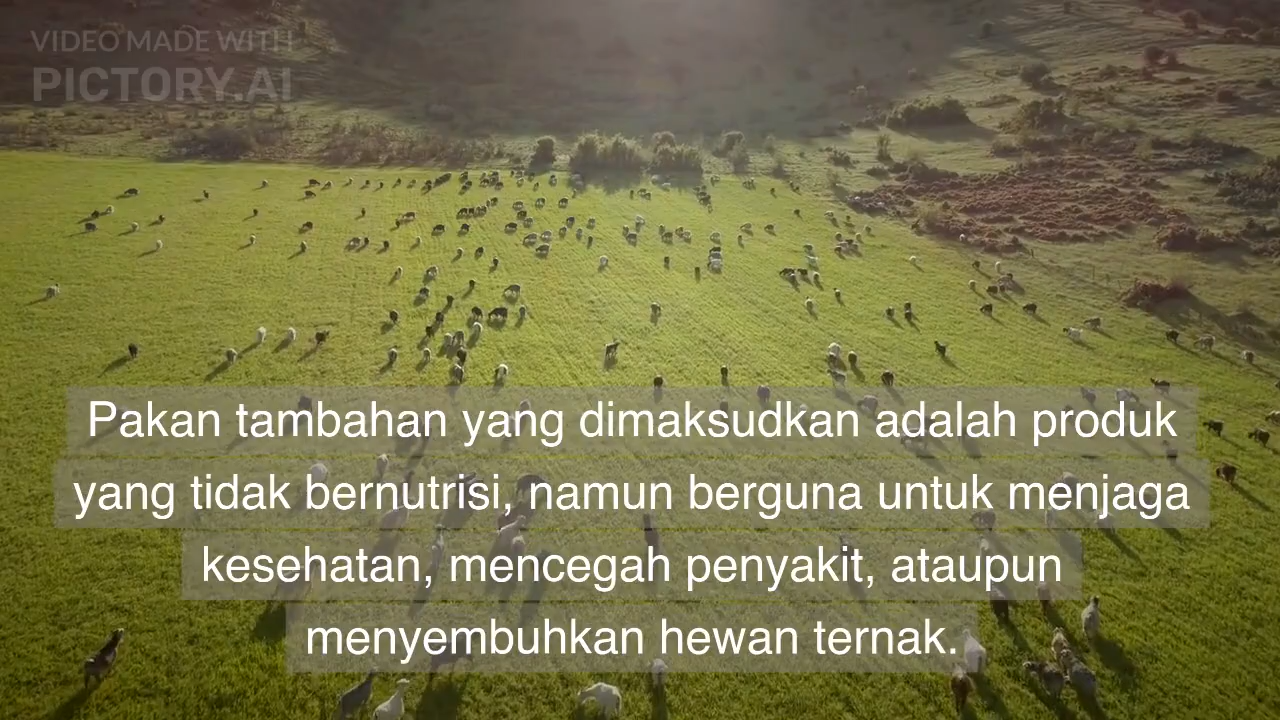 VIDEO MADE WITH
PICTORY.AI
Pakan tambahan yang dimaksudkan adalah produk
yang tidak bernutrisi, namun berguna untuk menjaga
kesehatan, mencegah penyakit, ataupun
menyembuhkan hewan ternak.